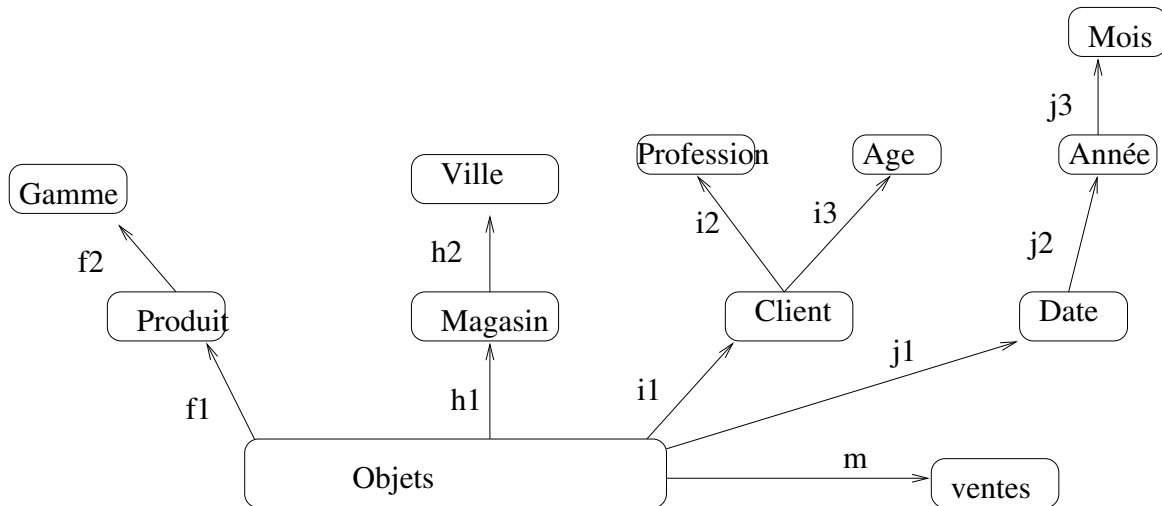 Mois
j3
Profession
Age
Année
Gamme
Ville
i2
i3
j2
f2
h2
Produit
Magasin
Client
Date
f1
h1
i1
j1
Objets
m
ventes